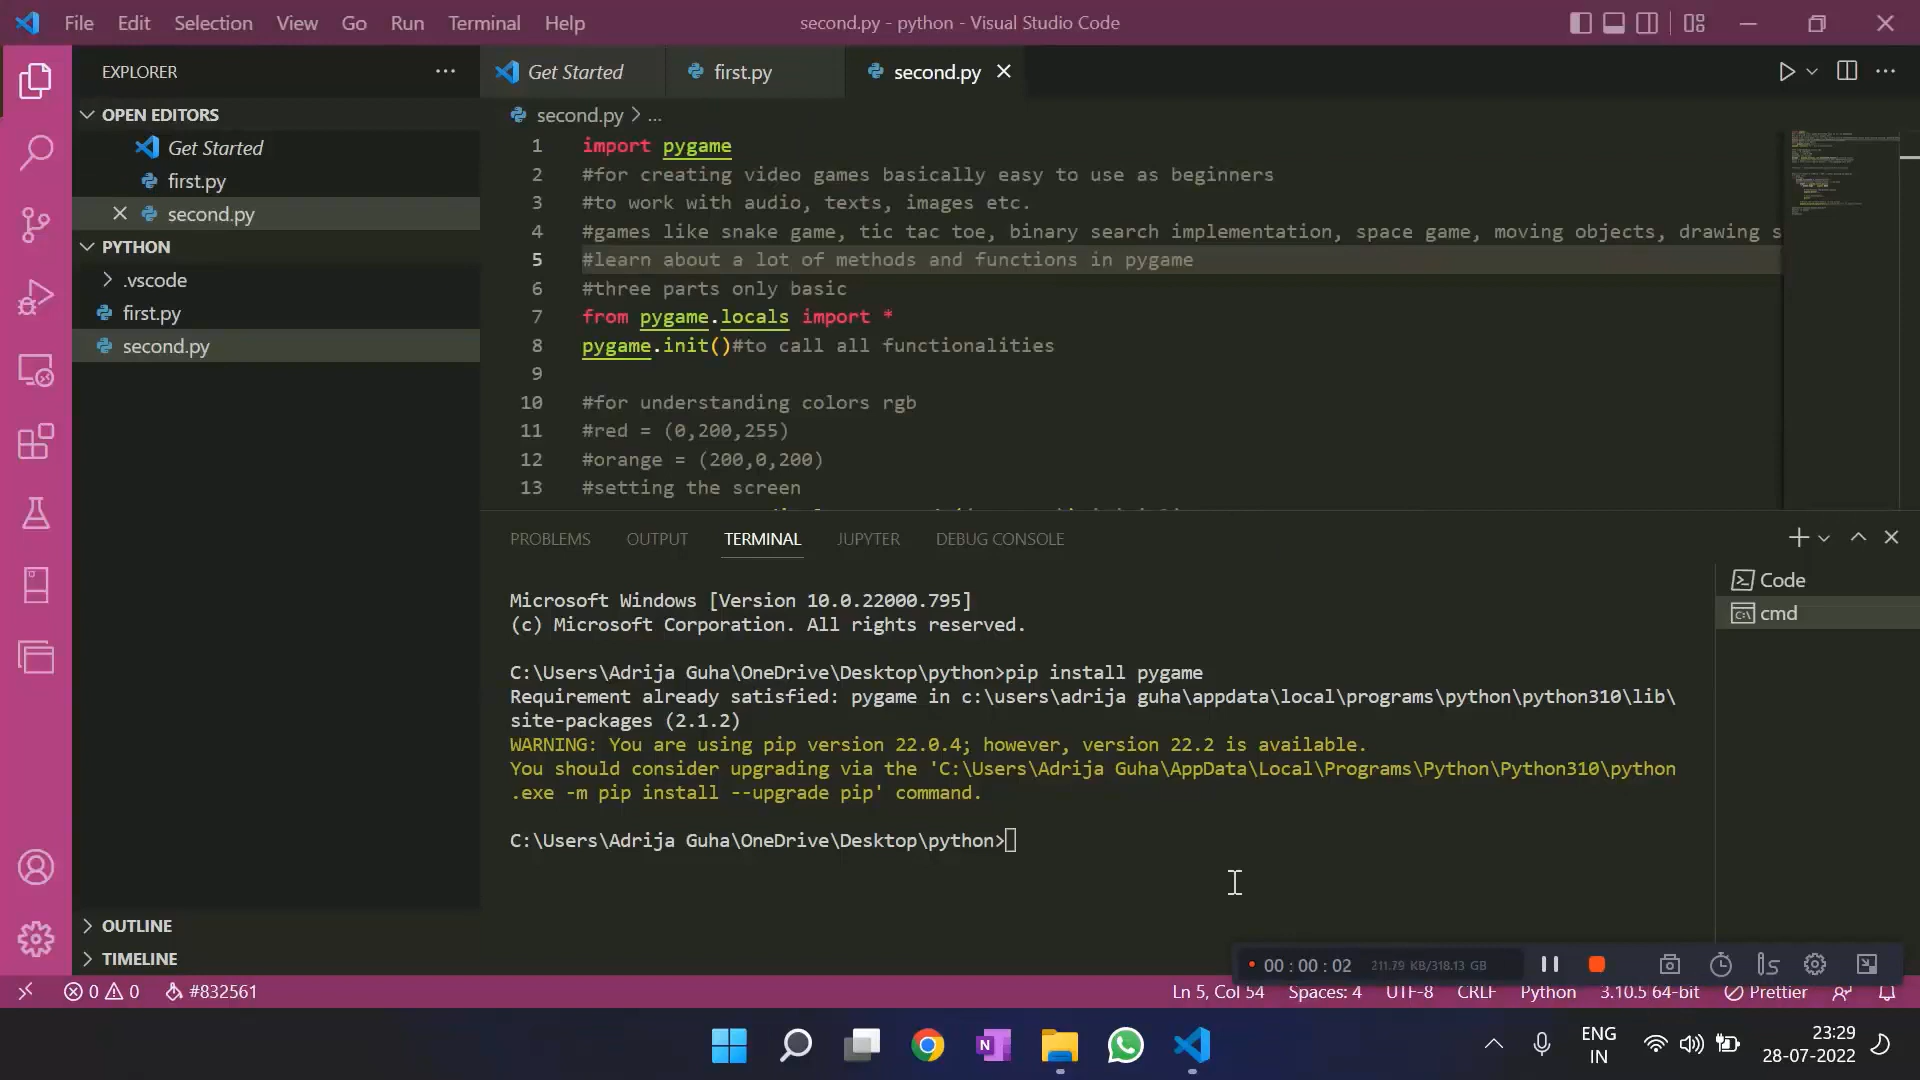 File Edit Selection View Go Run Terminal Help second.py - python - Visual Studio Code
EXPLORER
OPEN EDITORS
Get Started
first.py
second.py
PYTHON
.vscode
first.py
second.py
OUTLINE
TIMELINE
Get Started first.py second.py
second.py > ...
1 import pygame
2 #for creating video games basically easy to use as beginners
3 #to work with audio, texts, images etc.
4 #games like snake game, tic tac toe, binary search implementation, space game, moving objects, drawing s
5 #learn about a lot of methods and functions in pygame
6 #three parts only basic
7 from pygame.locals import *
8 pygame.init()#to call all functionalities
9
10 #for understanding colors rgb
11 #red = (0,200,255)
12 #orange = (200,0,200)
13 #setting the screen
PROBLEMS OUTPUT TERMINAL JUPYTER DEBUG CONSOLE
Code
cmd
Microsoft Windows [Version 10.0.22000.795]
(c) Microsoft Corporation. All rights reserved.
C:\Users\Adrija Guha\OneDrive\Desktop\python>pip install pygame
Requirement already satisfied: pygame in c:\users\adrija guha\appdata\local\programs\python\python310\lib\
site-packages (2.1.2)
WARNING: You are using pip version 22.0.4; however, version 22.2 is available.
You should consider upgrading via the 'C:\Users\Adrija Guha\AppData\Local\Programs\Python\Python310\python
.exe -m pip install --upgrade pip' command.
C:\Users\Adrija Guha\OneDrive\Desktop\python>
00 : 00 : 02 211.79 KB/318.13 GB
0 0 #832561 Ln 5, Col 54 Spaces: 4 UTF-8 CRLF Python 3.10.5 64-bit Prettier
ENG
IN
23:29
28-07-2022